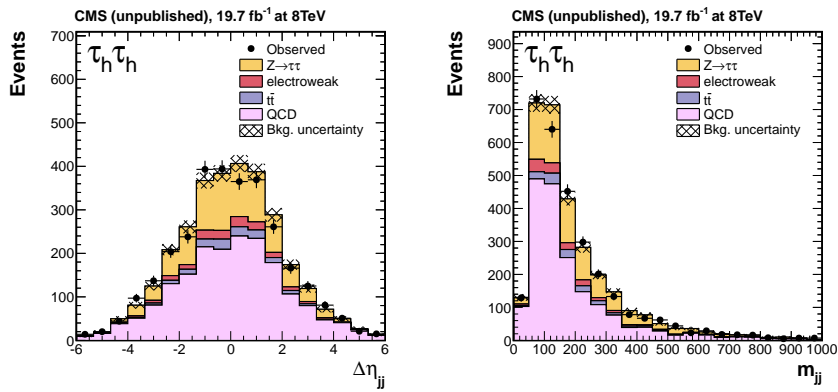 CMS (unpublished), 19.7 fb⁻¹ at 8TeV
Events
700
600
500
400
300
200
100
0
τhτh
Observed
Z→ττ
electroweak
tt̄
QCD
Bkg. uncertainty
-6 -4 -2 0 2 4 6
Δηjj
CMS (unpublished), 19.7 fb⁻¹ at 8TeV
Events
900
800
700
600
500
400
300
200
100
0
τhτh
Observed
Z→ττ
electroweak
tt̄
QCD
Bkg. uncertainty
0 100 200 300 400 500 600 700 800 900 1000
mjj